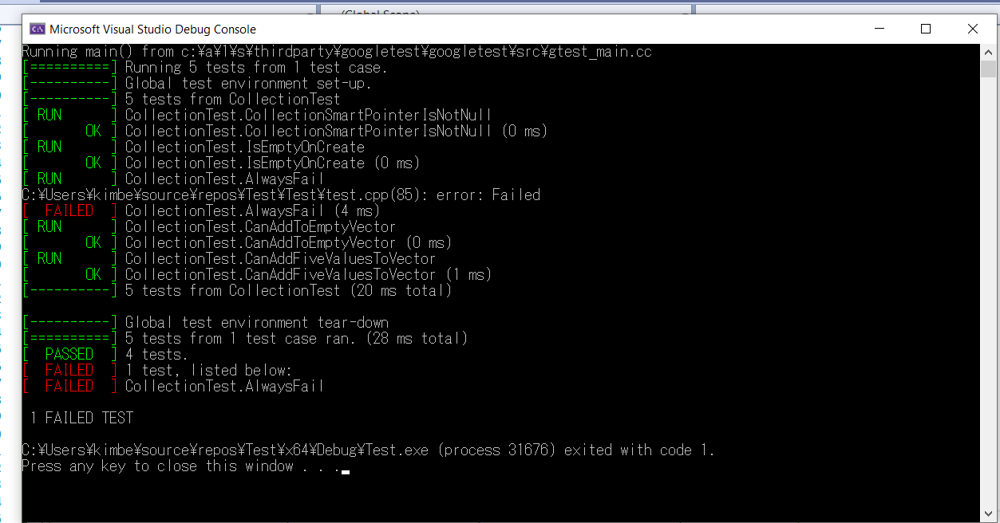 (Global Scope)
Microsoft Visual Studio Debug Console
Running main() from c:¥a¥1¥s¥thirdparty¥googletest¥googletest¥src¥gtest_main.cc
[==========] Running 5 tests from 1 test case.
[----------] Global test environment set-up.
[----------] 5 tests from CollectionTest
[ RUN      ] CollectionTest.CollectionSmartPointerIsNotNull
[       OK ] CollectionTest.CollectionSmartPointerIsNotNull (0 ms)
[ RUN      ] CollectionTest.IsEmptyOnCreate
[       OK ] CollectionTest.IsEmptyOnCreate (0 ms)
[ RUN      ] CollectionTest.AlwaysFail
C:¥Users¥kimbe¥source¥repos¥Test¥Test¥test.cpp(85): error: Failed
[  FAILED  ] CollectionTest.AlwaysFail (4 ms)
[ RUN      ] CollectionTest.CanAddToEmptyVector
[       OK ] CollectionTest.CanAddToEmptyVector (0 ms)
[ RUN      ] CollectionTest.CanAddFiveValuesToVector
[       OK ] CollectionTest.CanAddFiveValuesToVector (1 ms)
[----------] 5 tests from CollectionTest (20 ms total)
[----------] Global test environment tear-down
[==========] 5 tests from 1 test case ran. (28 ms total)
[  PASSED  ] 4 tests.
[  FAILED  ] 1 test, listed below:
[  FAILED  ] CollectionTest.AlwaysFail
1 FAILED TEST
C:¥Users¥kimbe¥source¥repos¥Test¥x64¥Debug¥Test.exe (process 31676) exited with code 1.
Press any key to close this window . . .